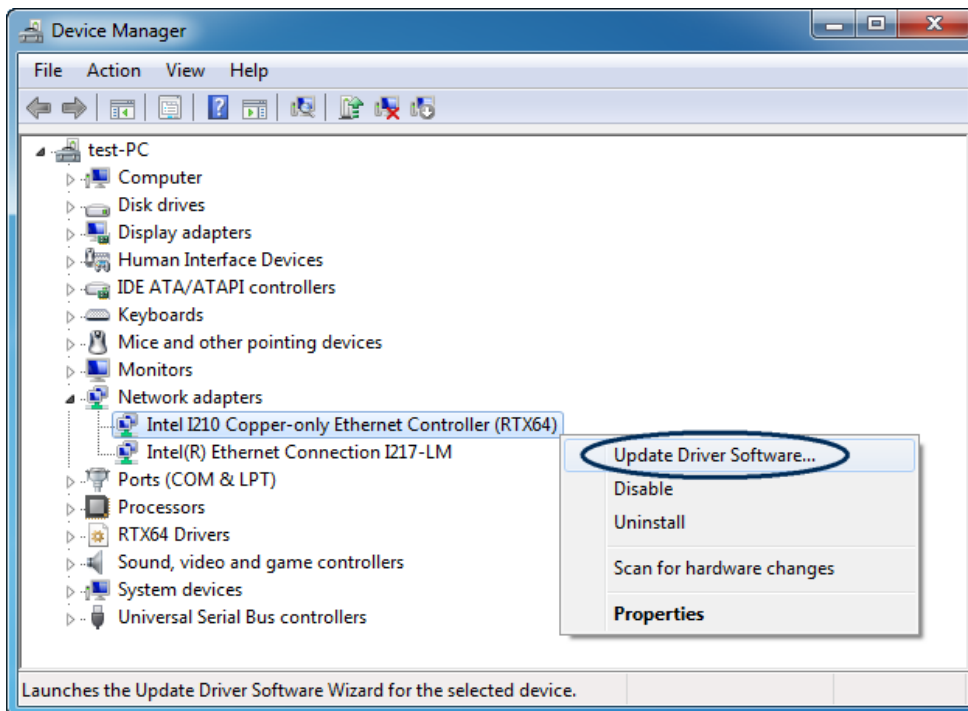 Device Manager
File Action View Help
test-PC
Computer
Disk drives
Display adapters
Human Interface Devices
IDE ATA/ATAPI controllers
Keyboards
Mice and other pointing devices
Monitors
Network adapters
Intel I210 Copper-only Ethernet Controller (RTX64)
Intel(R) Ethernet Connection I217-LM
Ports (COM & LPT)
Processors
RTX64 Drivers
Sound, video and game controllers
System devices
Universal Serial Bus controllers
Update Driver Software...
Disable
Uninstall
Scan for hardware changes
Properties
Launches the Update Driver Software Wizard for the selected device.